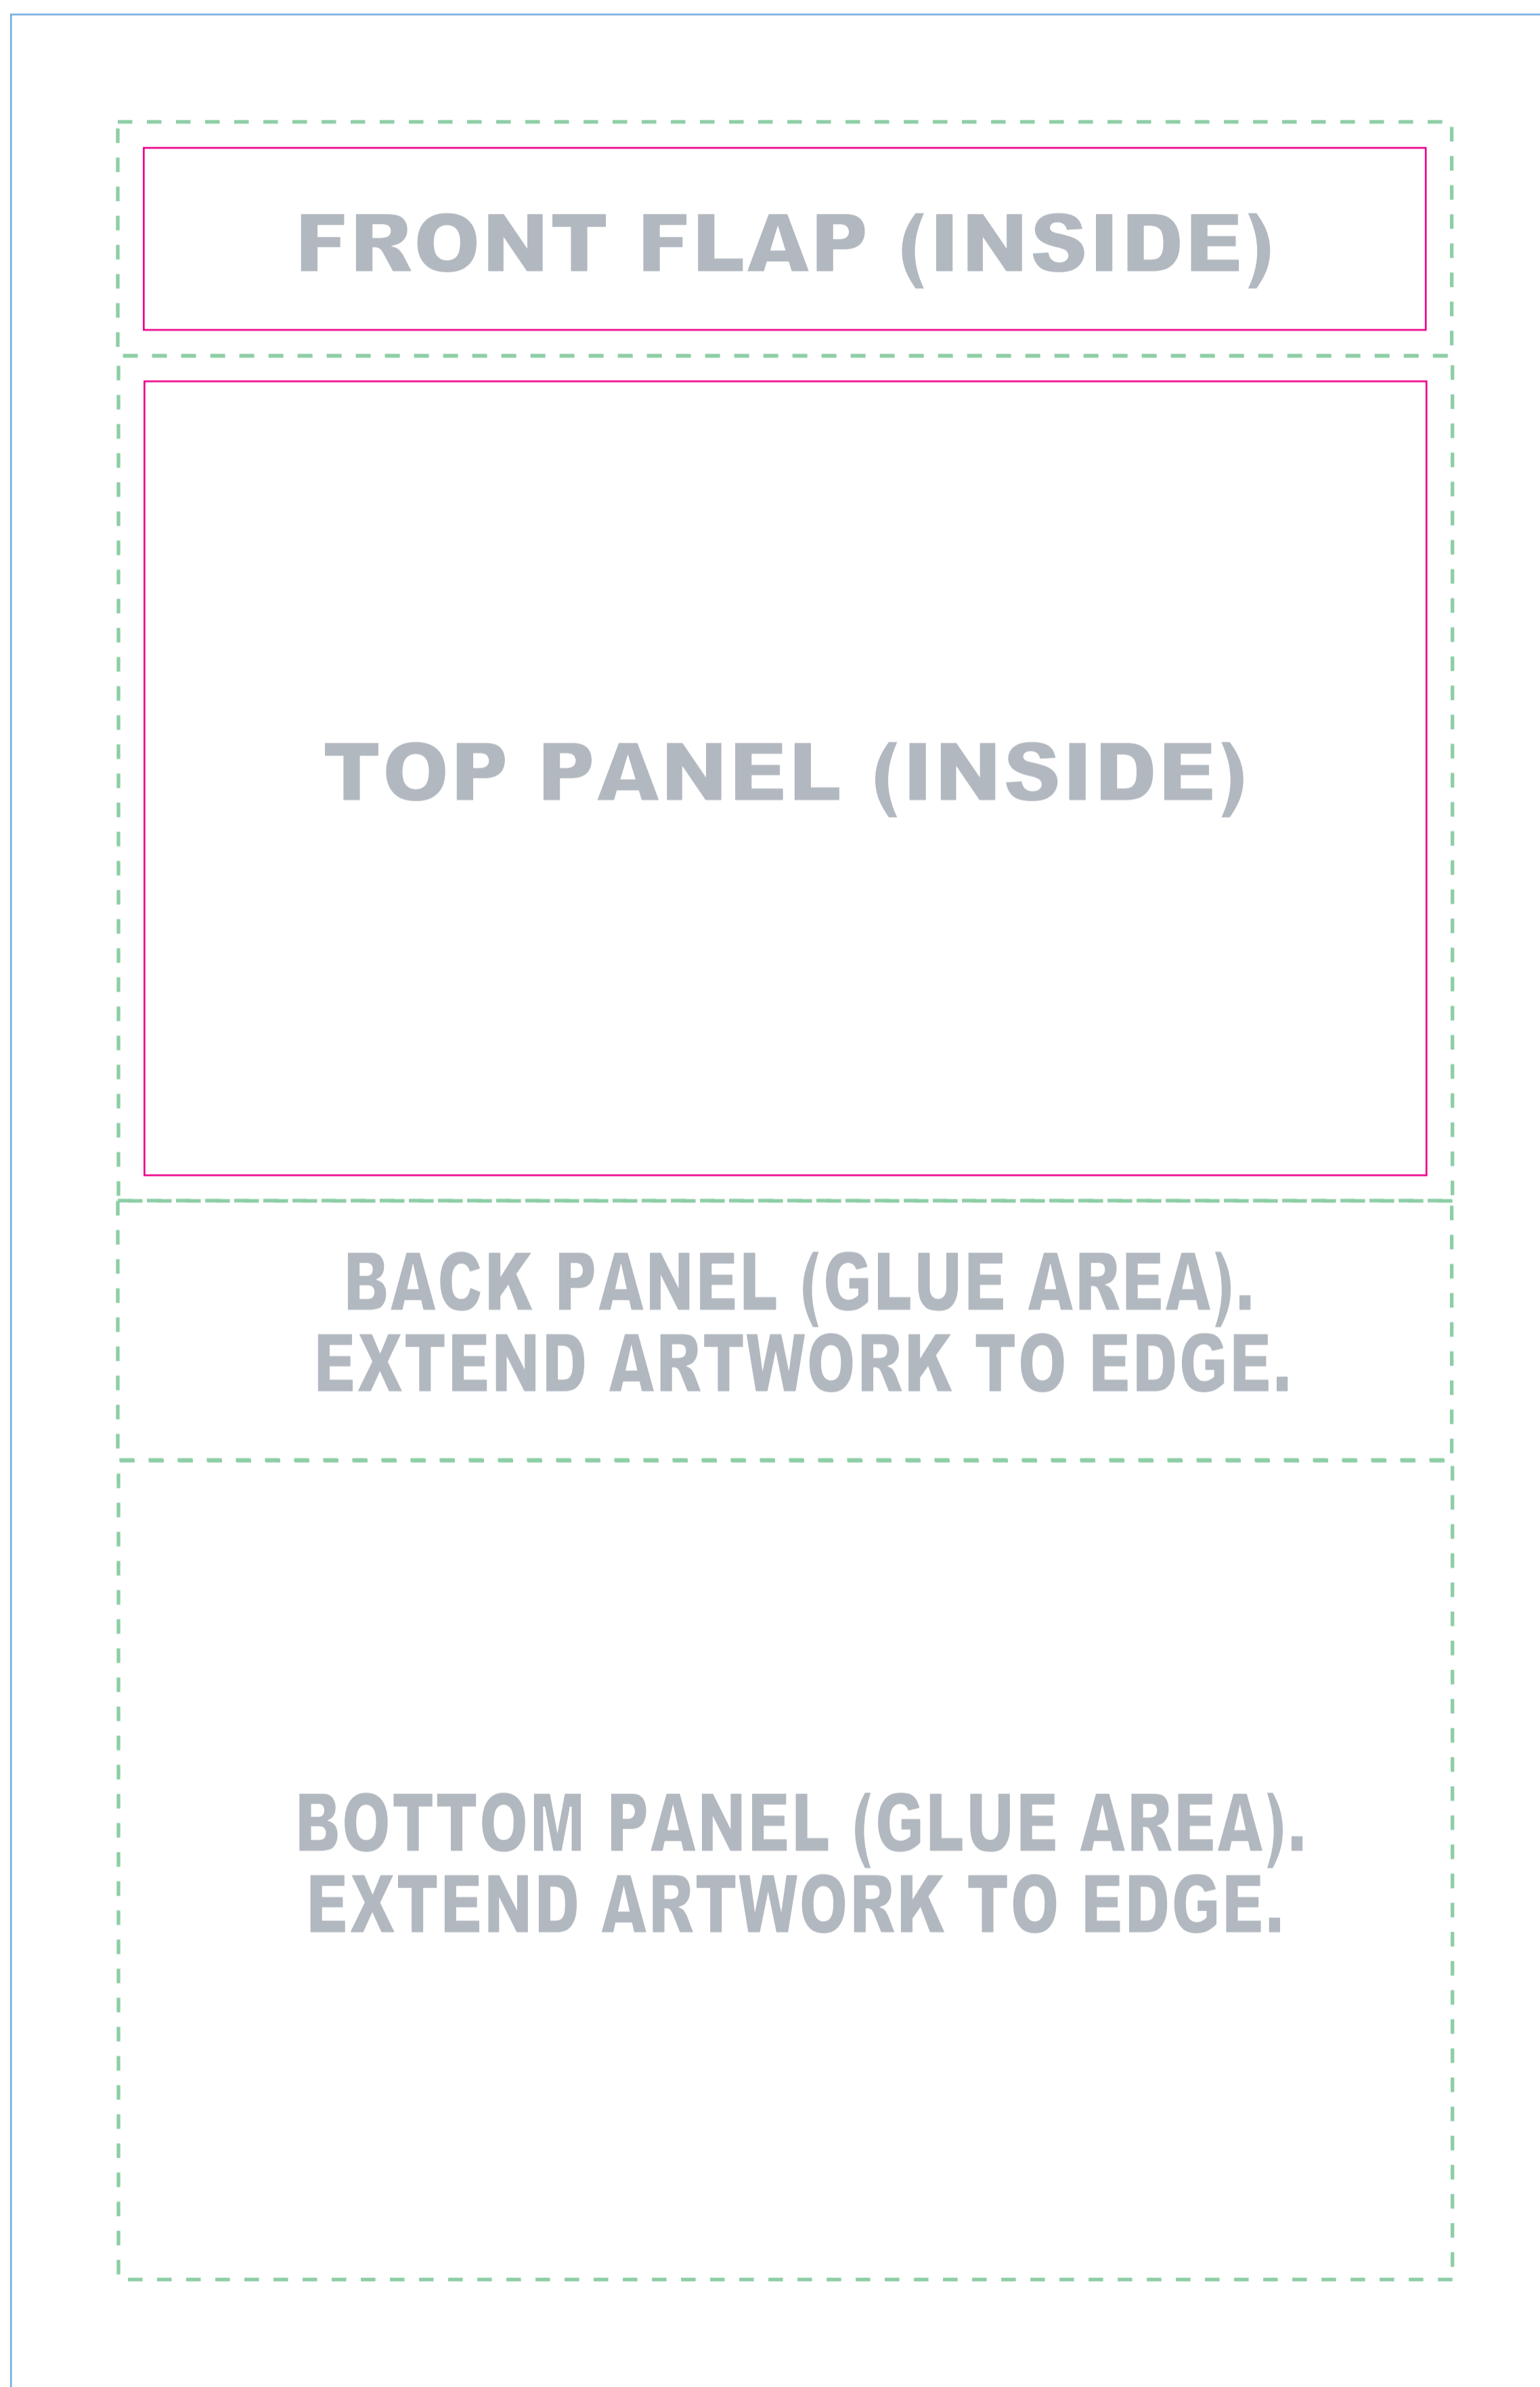 FRONT FLAP (INSIDE)
TOP PANEL (INSIDE)
BACK PANEL (GLUE AREA).
EXTEND ARTWORK TO EDGE.
BOTTOM PANEL (GLUE AREA).
EXTEND ARTWORK TO EDGE.